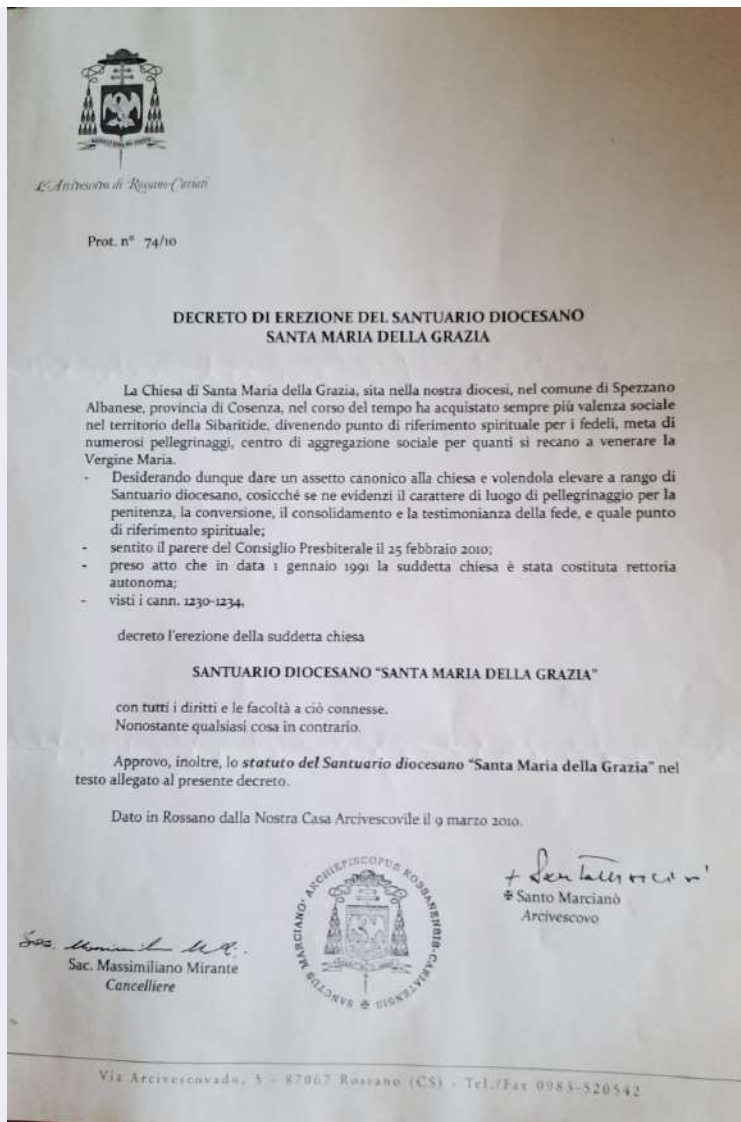 L'Arcivescovo di Rossano-Cariati
Prot. n° 74/10
DECRETO DI EREZIONE DEL SANTUARIO DIOCESANO
SANTA MARIA DELLA GRAZIA
La Chiesa di Santa Maria della Grazia, sita nella nostra diocesi, nel comune di Spezzano
Albanese, provincia di Cosenza, nel corso del tempo ha acquistato sempre più valenza sociale
nel territorio della Sibaritide, divenendo punto di riferimento spirituale per i fedeli, meta di
numerosi pellegrinaggi, centro di aggregazione sociale per quanti si recano a venerare la
Vergine Maria.
- Desiderando dunque dare un assetto canonico alla chiesa e volendola elevare a rango di
Santuario diocesano, cosicché se ne evidenzi il carattere di luogo di pellegrinaggio per la
penitenza, la conversione, il consolidamento e la testimonianza della fede, e quale punto
di riferimento spirituale;
- sentito il parere del Consiglio Presbiterale il 25 febbraio 2010;
- preso atto che in data 1 gennaio 1991 la suddetta chiesa è stata costituta rettoria
autonoma;
- visti i cann. 1230-1234,
decreto l'erezione della suddetta chiesa
SANTUARIO DIOCESANO "SANTA MARIA DELLA GRAZIA"
con tutti i diritti e le facoltà a ciò connesse.
Nonostante qualsiasi cosa in contrario.
Approvo, inoltre, lo statuto del Santuario diocesano "Santa Maria della Grazia" nel
testo allegato al presente decreto.
Dato in Rossano dalla Nostra Casa Arcivescovile il 9 marzo 2010.
✠ Santo Marcianò
Arcivescovo
SANCTUS MARCIANO' ARCHIEPISCOPUS ROSSANENSIS-CARIATENSIS
Sac. Massimiliano Mirante
Cancelliere
Via Arcivescovado, 5 - 87067 Rossano (CS) - Tel./Fax 0983-520542